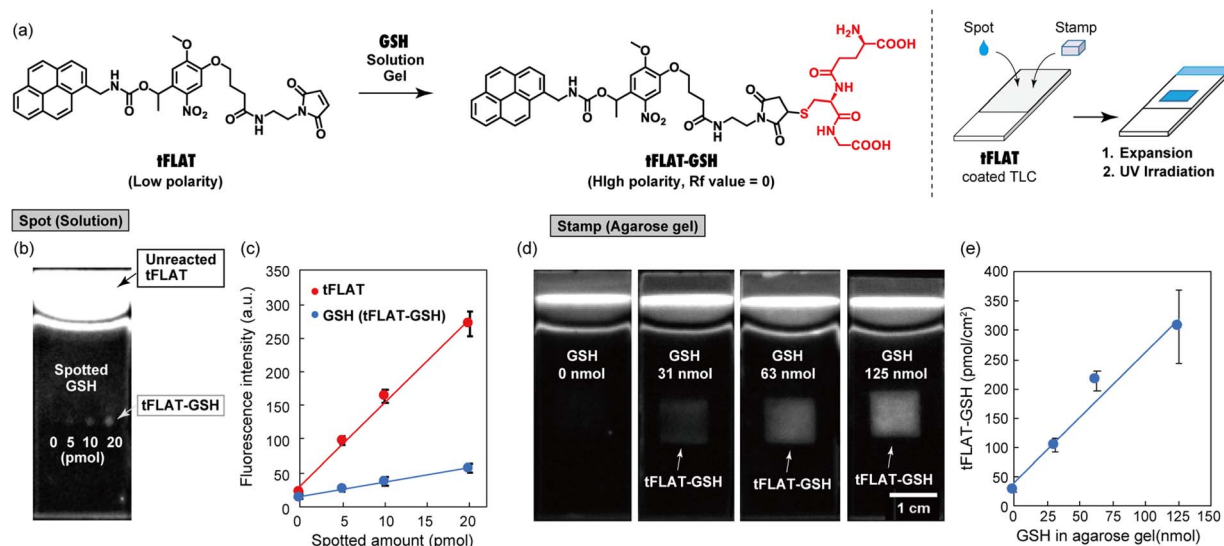 (a)
GSH
Solution
Gel
O
NH
O
O
NO₂
O
O
N
H
N
O
O
tFLAT
(Low polarity)
H₂N
COOH
O
NH
O
HN
COOH
S
O
NH
O
O
NO₂
O
O
N
H
N
O
O
tFLAT-GSH
(HIgh polarity, Rf value = 0)
Spot
Stamp
tFLAT
coated TLC
1. Expansion
2. UV Irradiation
Spot (Solution)
(b)
Unreacted
tFLAT
Spotted
GSH
tFLAT-GSH
0 5 10 20
(pmol)
(c)
Fluorescence intensity (a.u.)
350
300
250
200
150
100
50
0
tFLAT
GSH (tFLAT-GSH)
0 5 10 15 20
Spotted amount (pmol)
Stamp (Agarose gel)
(d)
GSH
0 nmol
GSH
31 nmol
tFLAT-GSH
GSH
63 nmol
tFLAT-GSH
GSH
125 nmol
tFLAT-GSH
1 cm
(e)
tFLAT-GSH (pmol/cm²)
400
350
300
250
200
150
100
50
0
0 25 50 75 100 125 150
GSH in agarose gel(nmol)